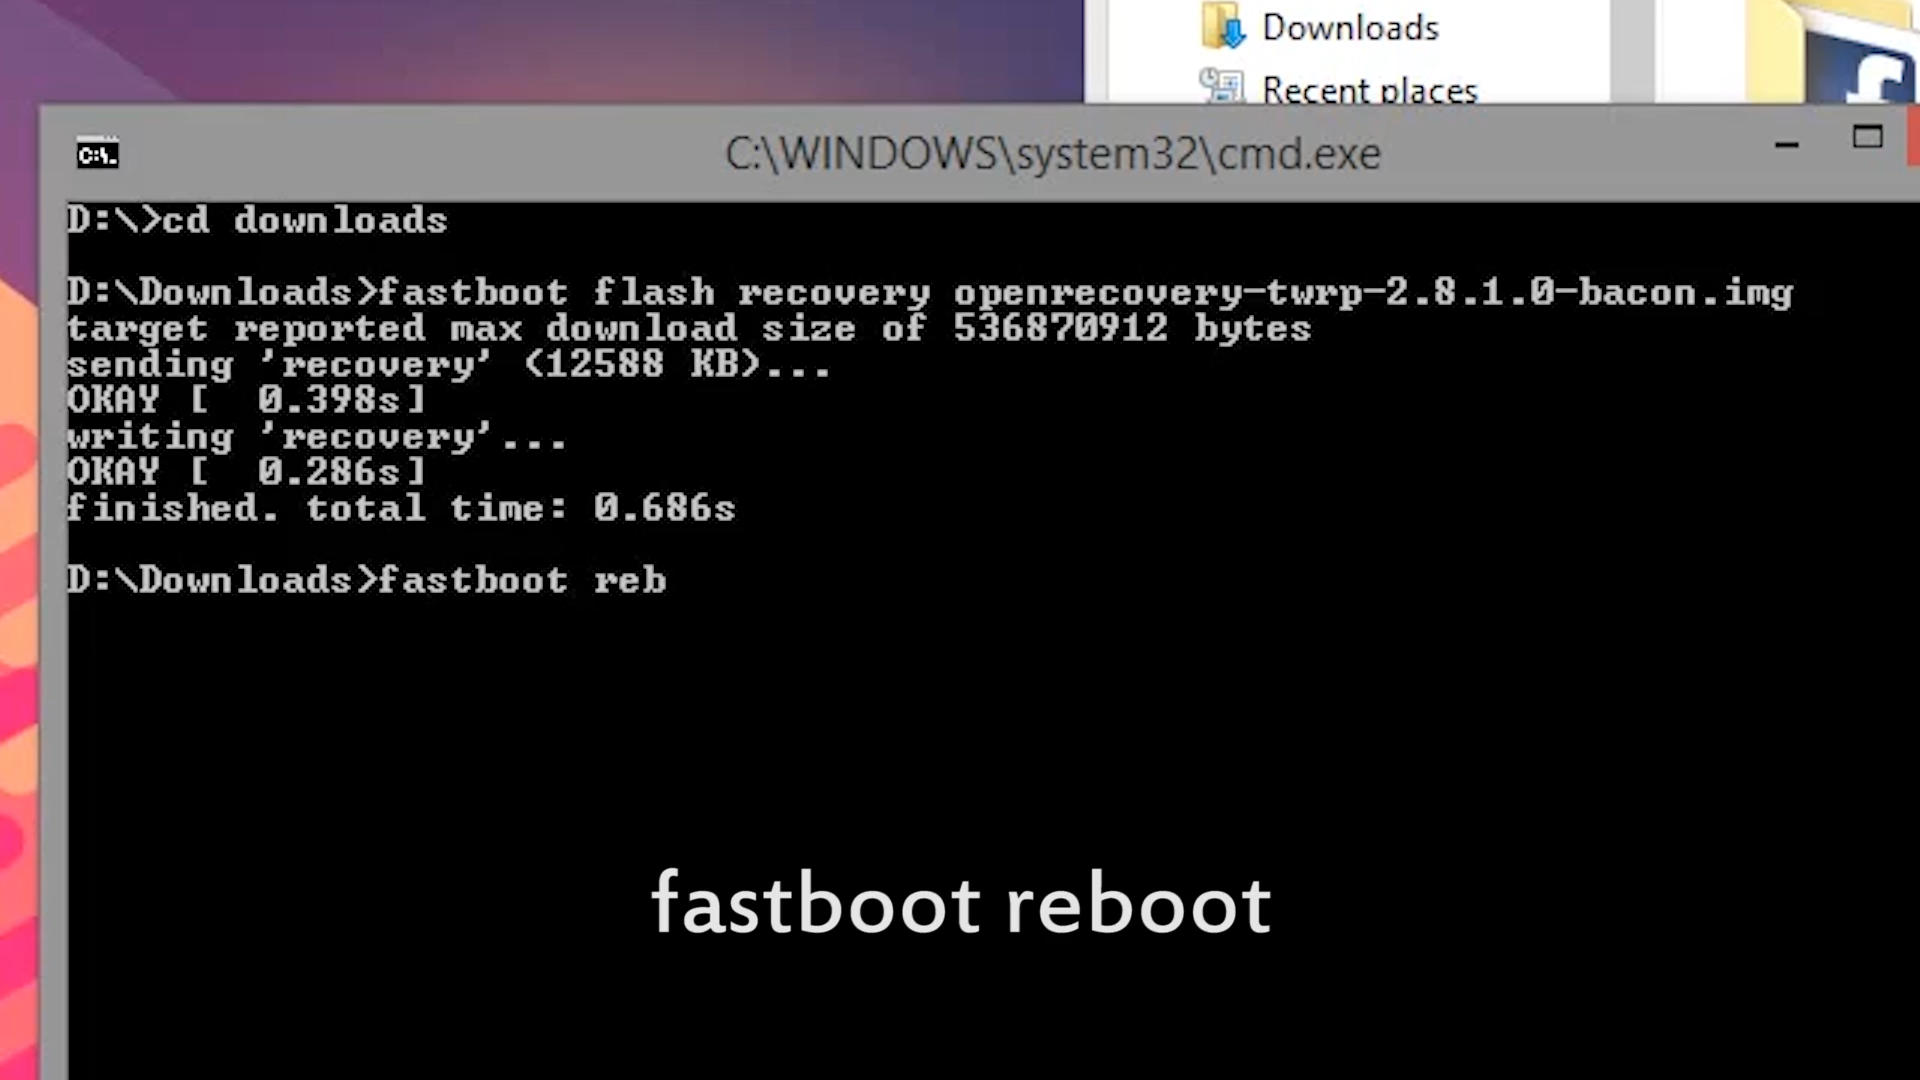 Downloads
Recent places
C:\WINDOWS\system32\cmd.exe
D:\>cd downloads
D:\Downloads>fastboot flash recovery openrecovery-twrp-2.8.1.0-bacon.img
target reported max download size of 536870912 bytes
sending 'recovery' (12588 KB)...
OKAY [  0.398s]
writing 'recovery'...
OKAY [  0.286s]
finished. total time: 0.686s
D:\Downloads>fastboot reb
fastboot reboot